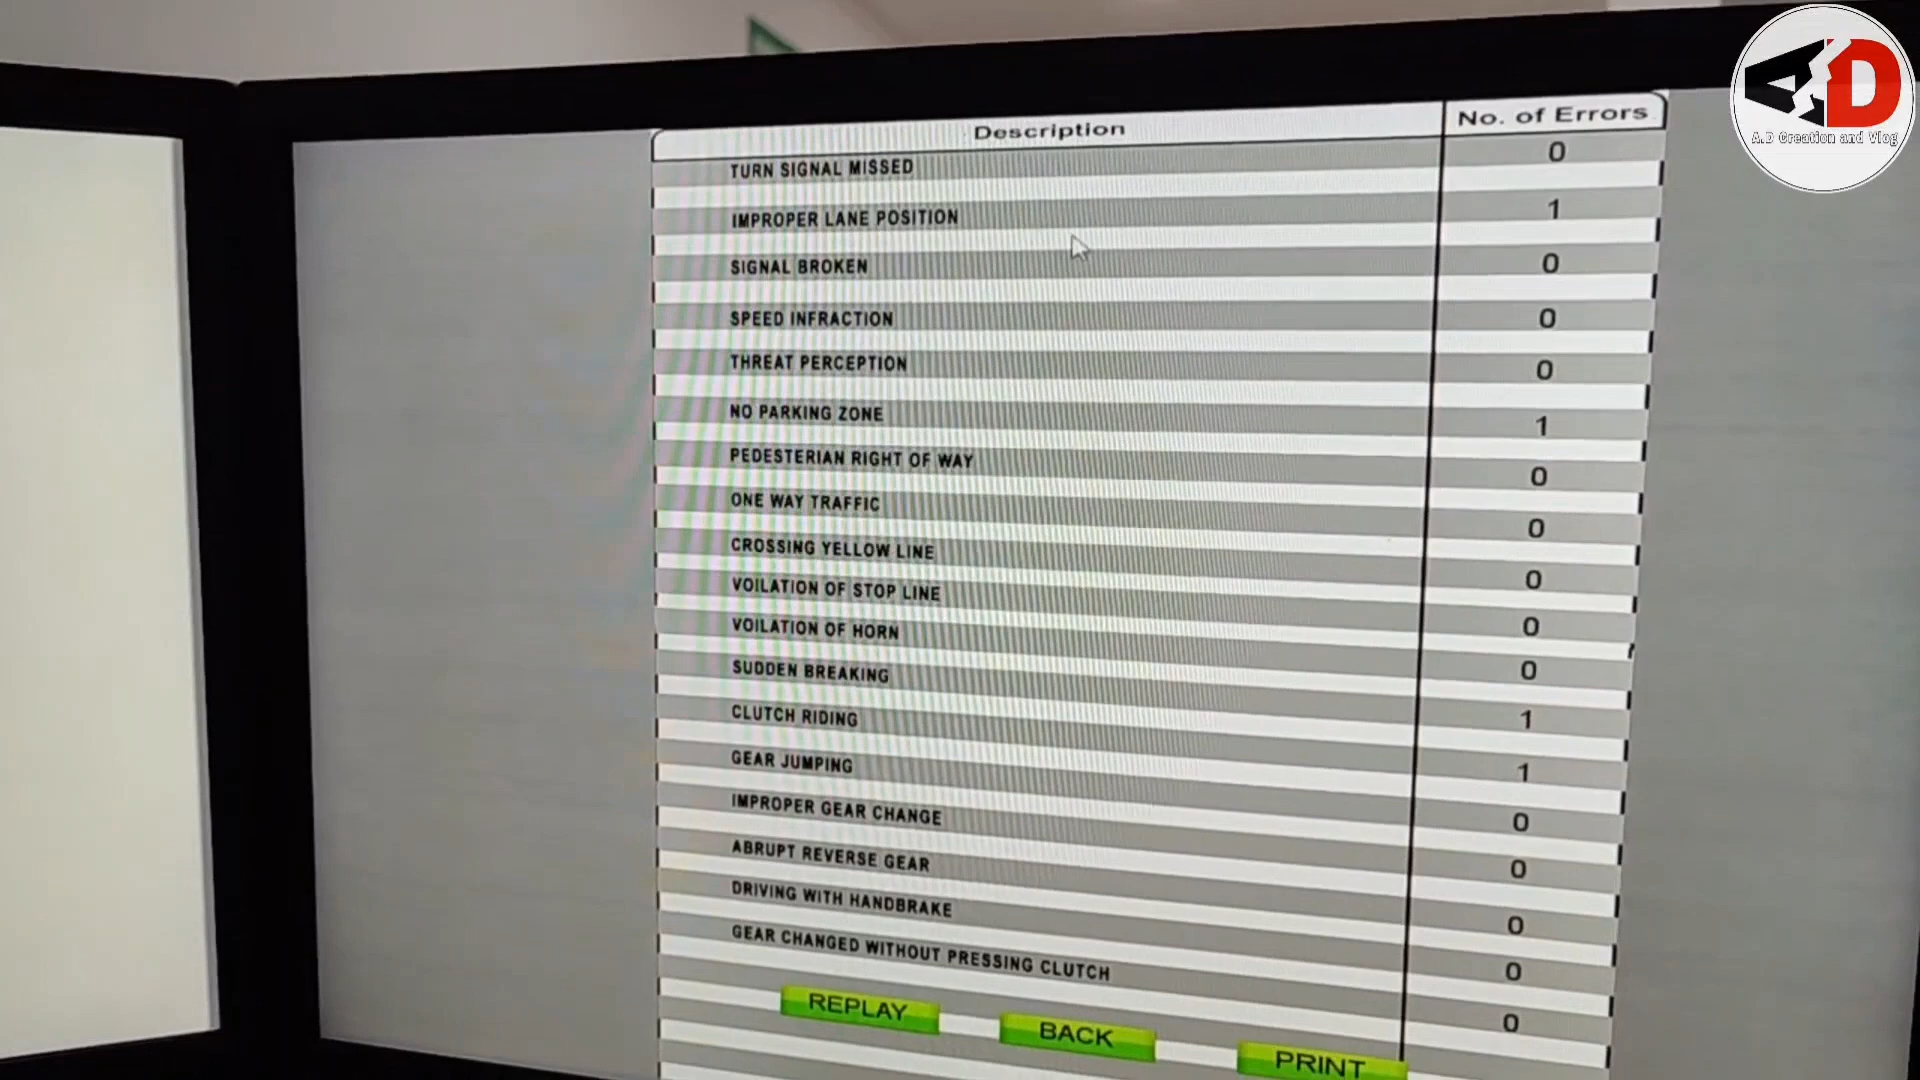 A.D Creation and Vlog
Description No. of Errors
TURN SIGNAL MISSED 0
IMPROPER LANE POSITION 1
SIGNAL BROKEN 0
SPEED INFRACTION 0
THREAT PERCEPTION 0
NO PARKING ZONE 1
PEDESTERIAN RIGHT OF WAY 0
ONE WAY TRAFFIC 0
CROSSING YELLOW LINE 0
VOILATION OF STOP LINE 0
VOILATION OF HORN 0
SUDDEN BREAKING 1
CLUTCH RIDING 1
GEAR JUMPING 0
IMPROPER GEAR CHANGE 0
ABRUPT REVERSE GEAR 0
DRIVING WITH HANDBRAKE 0
GEAR CHANGED WITHOUT PRESSING CLUTCH 0
REPLAY BACK PRINT